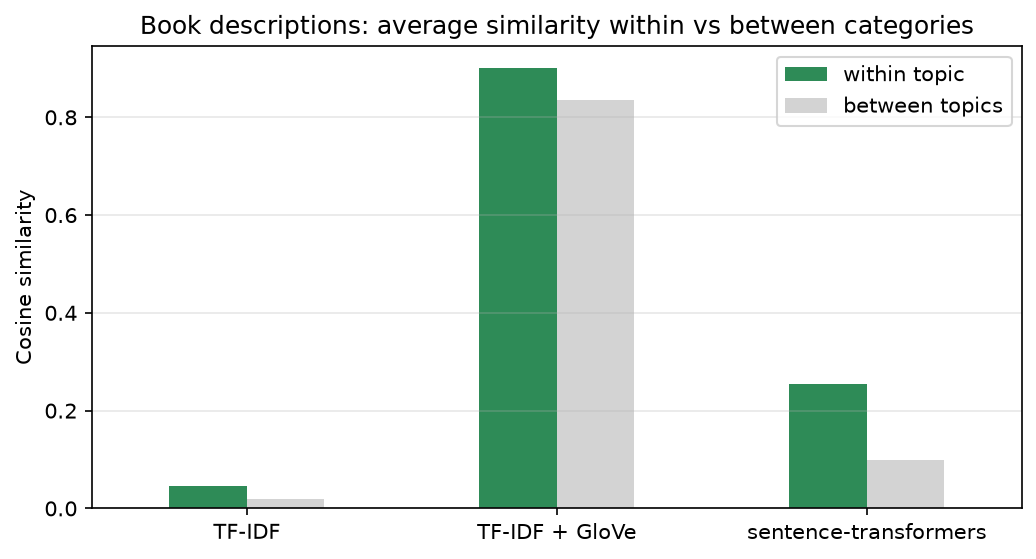 Book descriptions: average similarity within vs between categories
within topic
between topics
Cosine similarity
0.8
0.6
0.4
0.2
0.0
TF-IDF
TF-IDF + GloVe
sentence-transformers